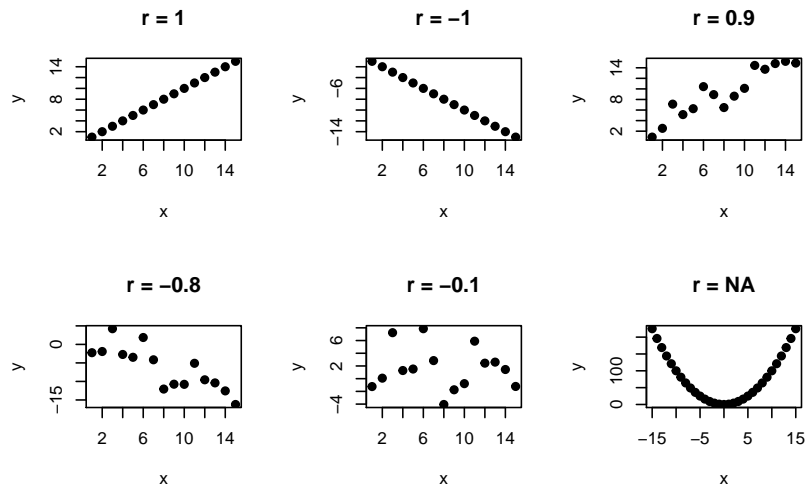 r = 1
14
8
2
y
2 6 10 14
x
r = −1
−6
−14
y
2 6 10 14
x
r = 0.9
14
8
2
y
2 6 10 14
x
r = −0.8
0
−15
y
2 6 10 14
x
r = −0.1
6
2
−4
y
2 6 10 14
x
r = NA
100
0
y
−15 −5 5 15
x